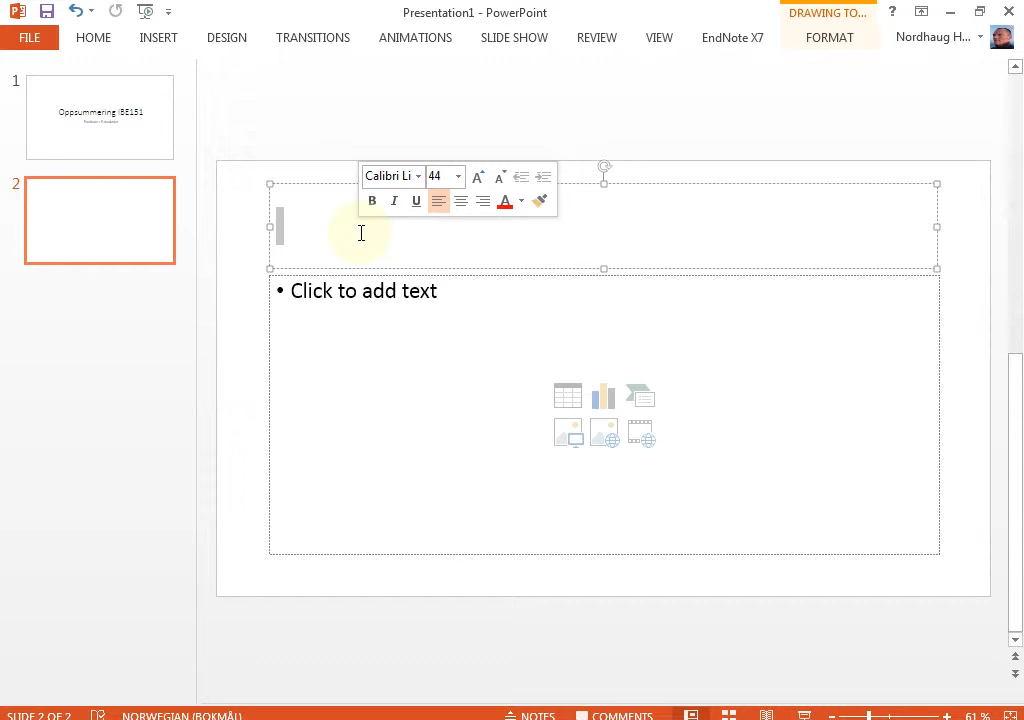 Presentation1 - PowerPoint
DRAWING TO...
?
FILE
HOME
INSERT
DESIGN
TRANSITIONS
ANIMATIONS
SLIDE SHOW
REVIEW
VIEW
EndNote X7
FORMAT
Nordhaug H...
1
Oppsummering IBE151
2
Calibri Li
44
A A
B I U A
• Click to add text
SLIDE 2 OF 2
NORWEGIAN (BOKMÅL)
NOTES
COMMENTS
61 %